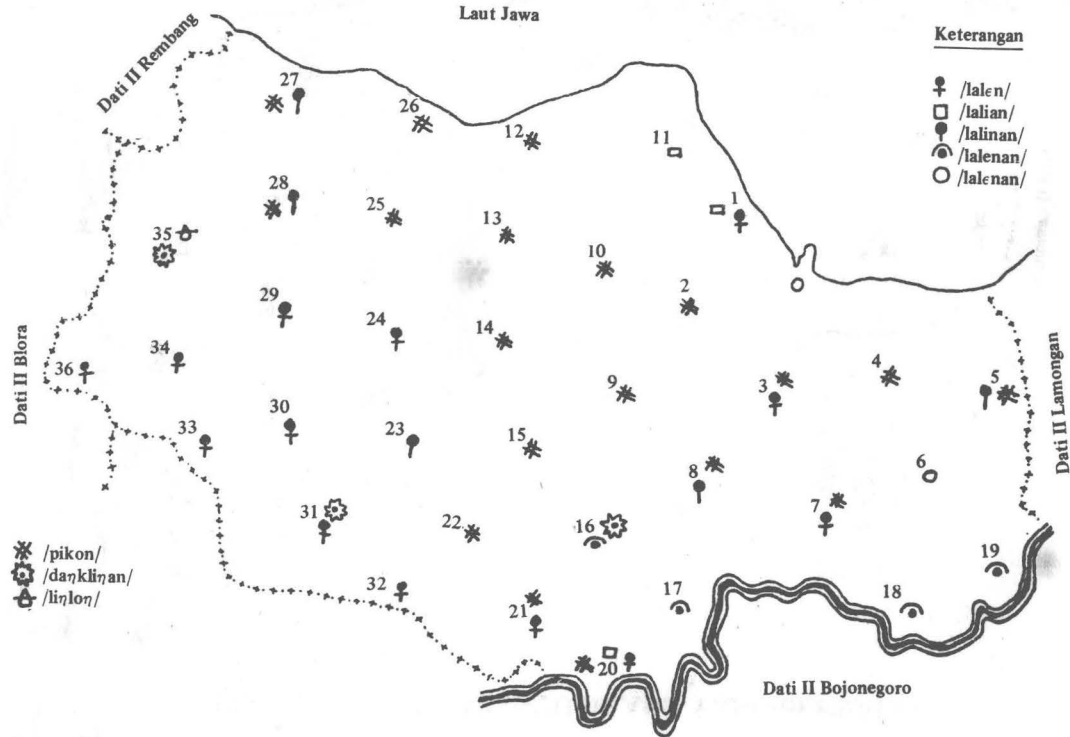 Laut Jawa
Keterangan
/lalɛn/
/lalian/
/lalinan/
/lalenan/
/lalɛnan/
Dati II Rembang
27
26
12
11
28
1
25
13
35
10
2
29
24
14
34
4
36
9
3
5
Dati II Blora
Dati II Lamongan
33
30
23
15
8
6
7
31
22
16
/pikon/
/daηkliηan/
/liηloη/
19
32
21
17
18
20
Dati II Bojonegoro